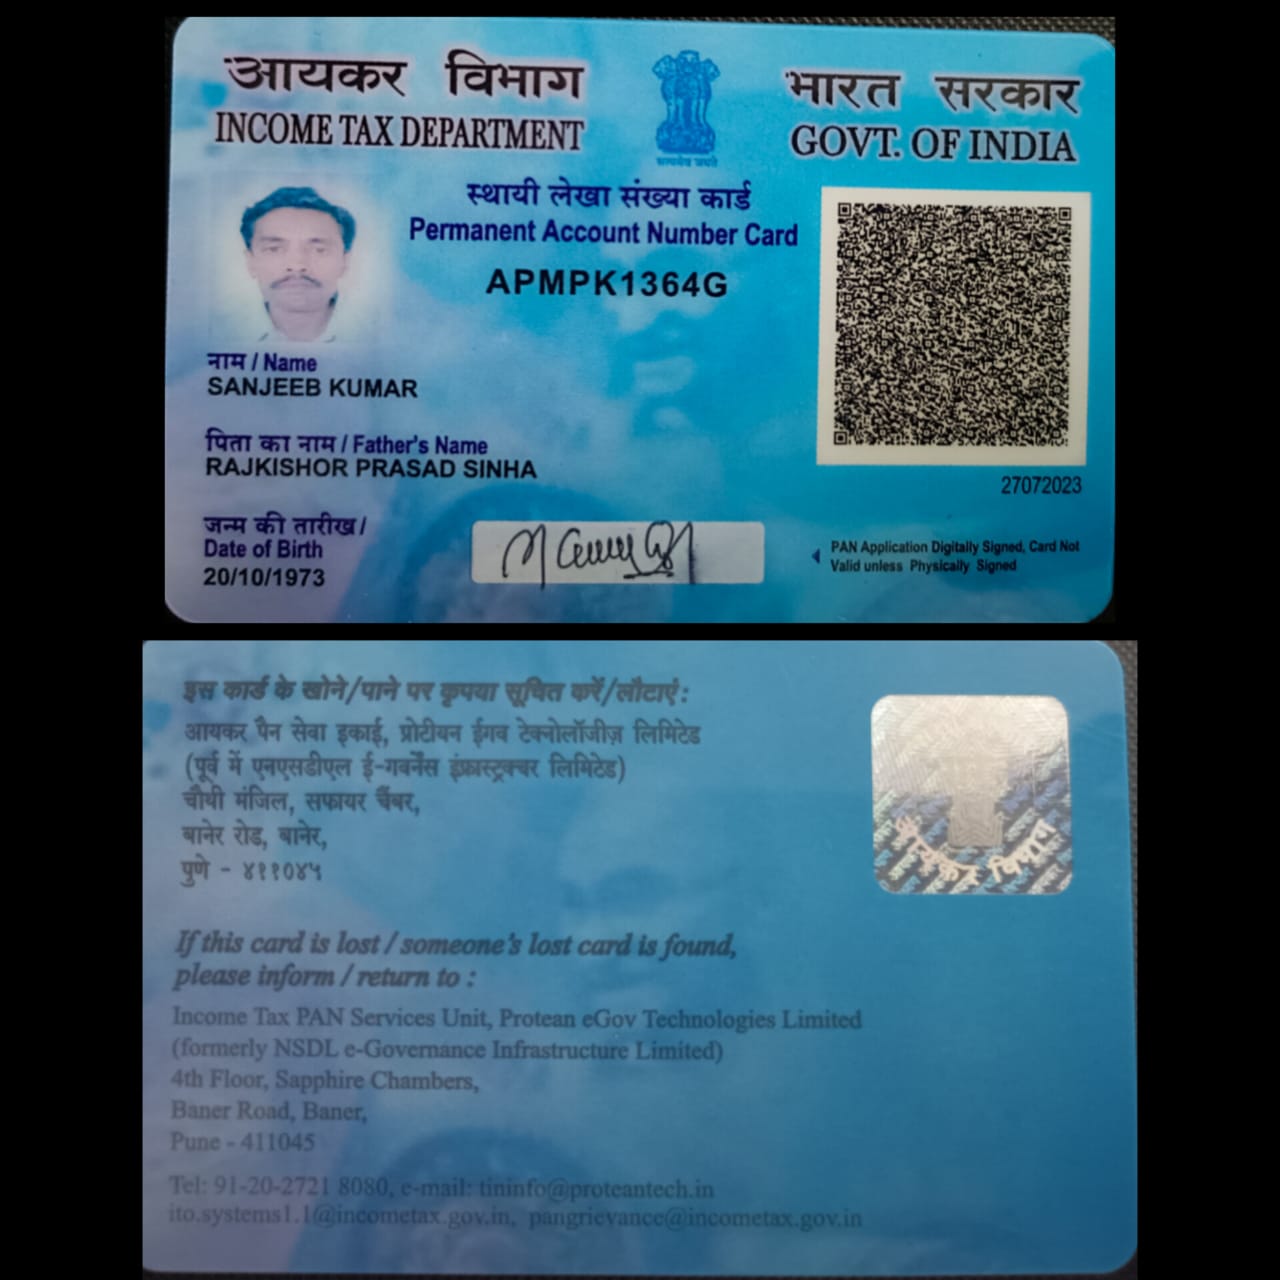 आयकर विभाग
INCOME TAX DEPARTMENT
सत्यमेव जयते
भारत सरकार
GOVT. OF INDIA
स्थायी लेखा संख्या कार्ड
Permanent Account Number Card
APMPK1364G
नाम / Name
SANJEEB KUMAR
पिता का नाम / Father's Name
RAJKISHOR PRASAD SINHA
27072023
जन्म की तारीख /
Date of Birth
20/10/1973
PAN Application Digitally Signed, Card Not
Valid unless Physically Signed
इस कार्ड के खोने/पाने पर कृपया सूचित करें/लौटाएं:
आयकर पैन सेवा इकाई, प्रोटीयन ईगव टेक्नोलॉजीज़ लिमिटेड
(पूर्व में एनएसडीएल ई-गवर्नेंस इंफ्रास्ट्रक्चर लिमिटेड)
चौथी मंजिल, सफायर चैंबर,
बानेर रोड, बानेर,
पुणे - ४११०४५
आयकर विभाग
If this card is lost / someone's lost card is found,
please inform / return to :
Income Tax PAN Services Unit, Protean eGov Technologies Limited
(formerly NSDL e-Governance Infrastructure Limited)
4th Floor, Sapphire Chambers,
Baner Road, Baner,
Pune - 411045
Tel: 91-20-2721 8080, e-mail: tininfo@proteantech.in
ito.systems1.1@incometax.gov.in, pangrievance@incometax.gov.in